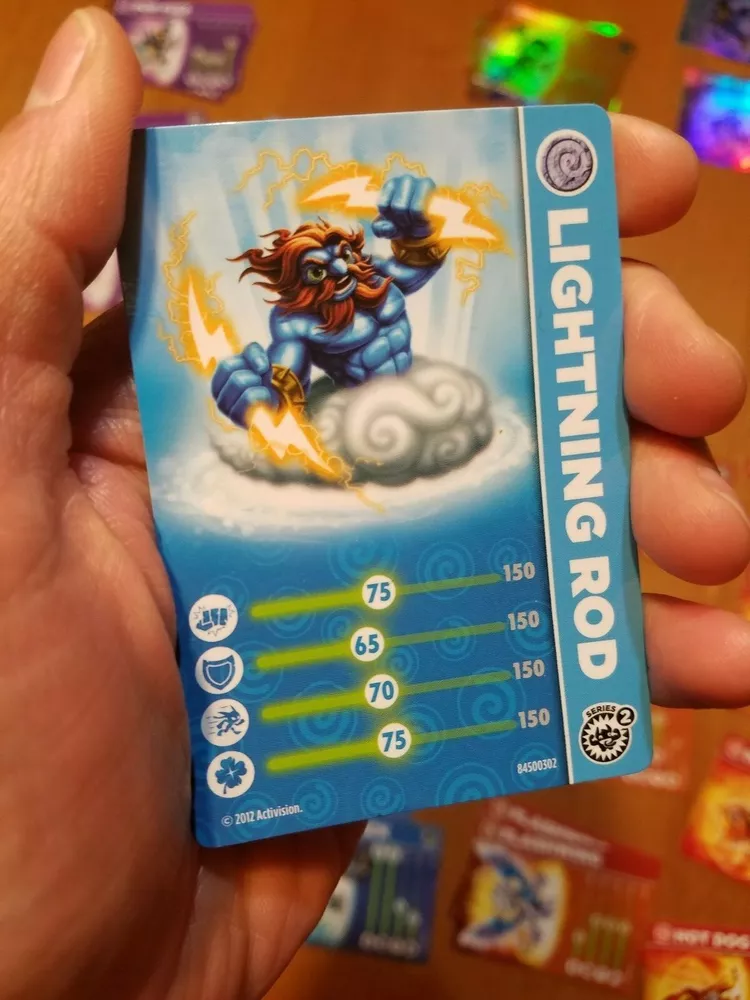 LIGHTNING ROD
75 150
65 150
70 150
75 150
84500302
SERIES 2
© 2012 Activision.
HOT DOG